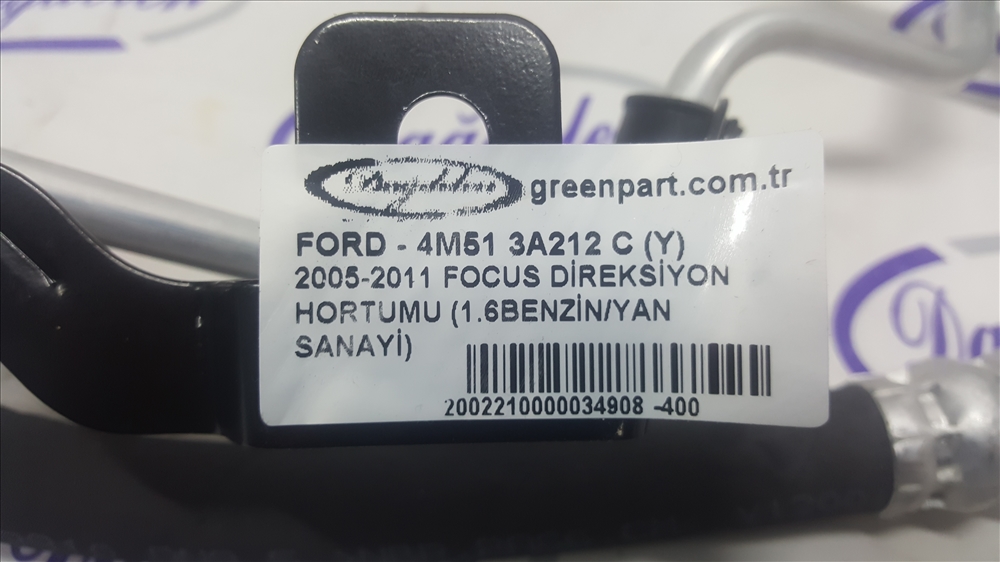 Dağdelen
greenpart.com.tr
FORD - 4M51 3A212 C (Y)
2005-2011 FOCUS DİREKSİYON
HORTUMU (1.6BENZİN/YAN
SANAYİ)
2002210000034908 -400